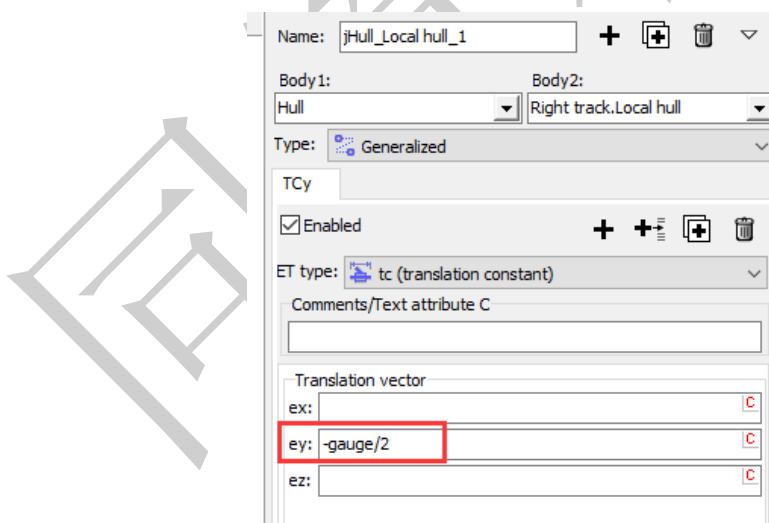 Name: jHull_Local hull_1
Body1: Body2:
Hull Right track.Local hull
Type: Generalized
TCy
Enabled
ET type: tc (translation constant)
Comments/Text attribute C
Translation vector
ex: C
ey: -gauge/2 C
ez: C